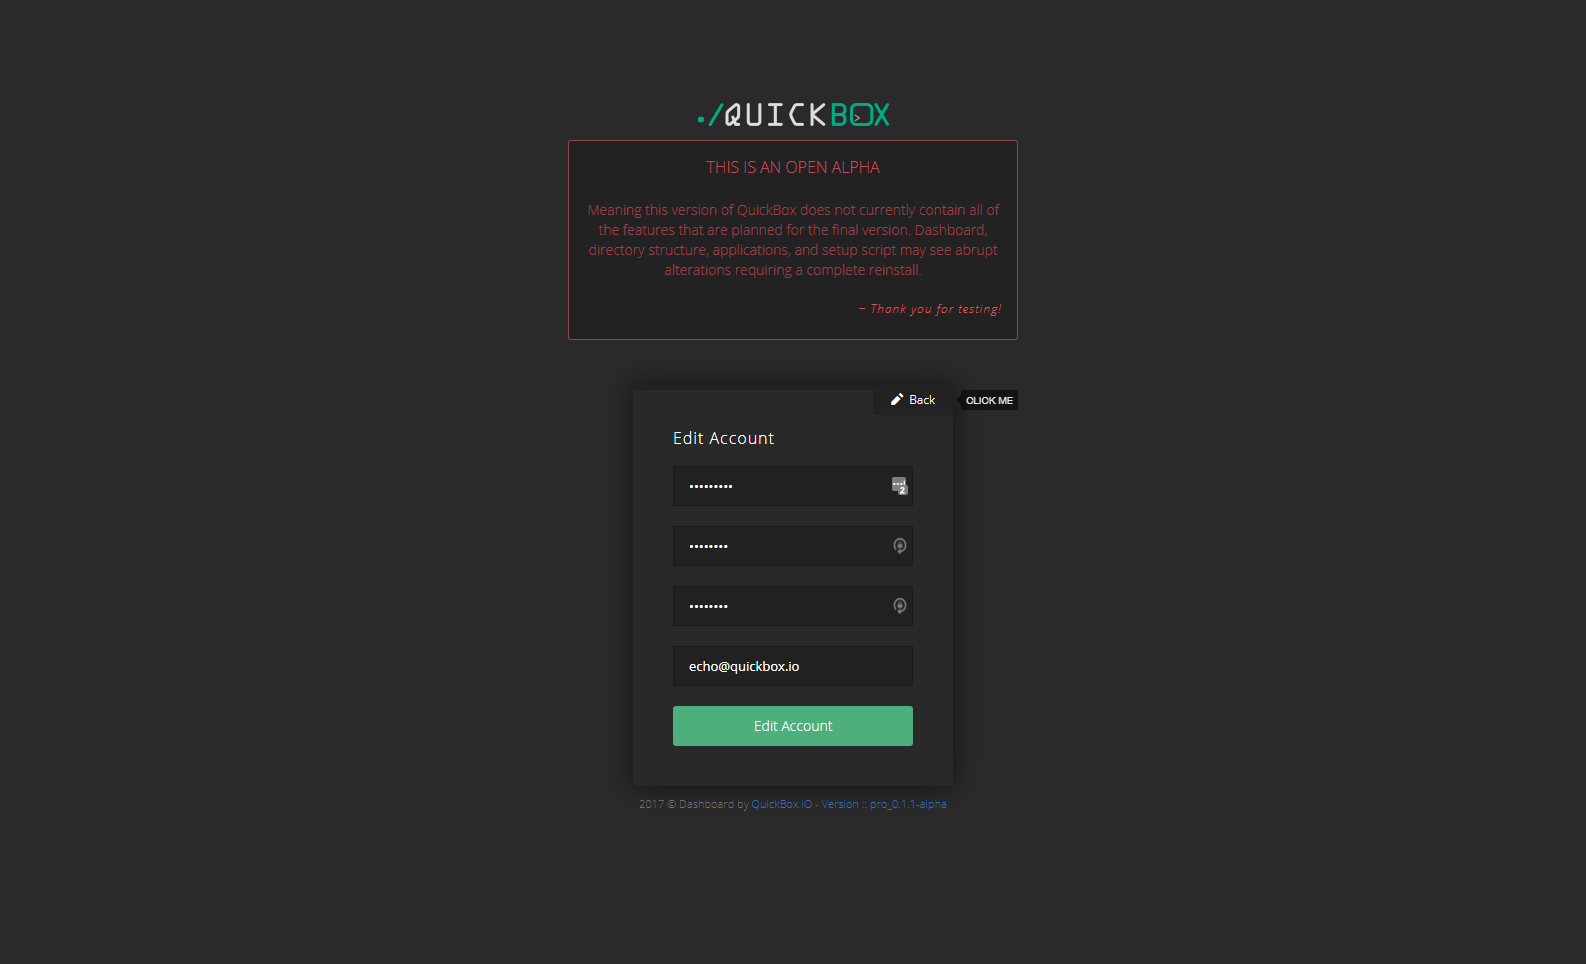 ./QUICKBOX
THIS IS AN OPEN ALPHA
Meaning this version of QuickBox does not currently contain all of
the features that are planned for the final version. Dashboard,
directory structure, applications, and setup script may see abrupt
alterations requiring a complete reinstall.
– Thank you for testing!
Back
CLICK ME
Edit Account
•••••••••
••••••••
••••••••
echo@quickbox.io
Edit Account
2017 © Dashboard by QuickBox.IO - Version :: pro_0.1.1-alpha